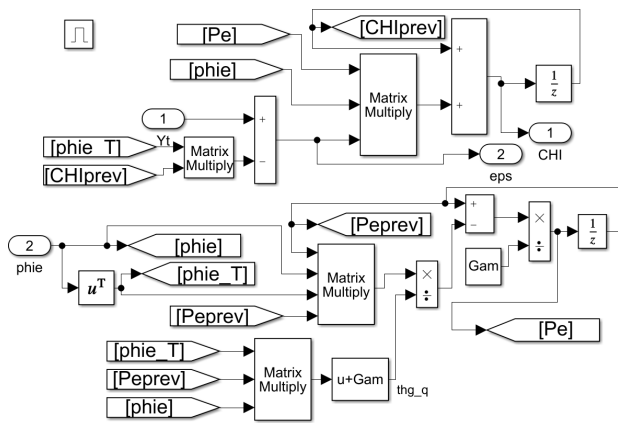 [CHIprev]
[Pe]
[phie]
+
+
Matrix
Multiply
1
z
1
CHI
1
Yt
+
−
[phie_T]
[CHIprev]
Matrix
Multiply
2
eps
[Peprev]
+
−
×
÷
1
z
Gam
2
phie
[phie]
uT
[phie_T]
[Peprev]
Matrix
Multiply
×
÷
[Pe]
[phie_T]
[Peprev]
[phie]
Matrix
Multiply
u+Gam
thg_q